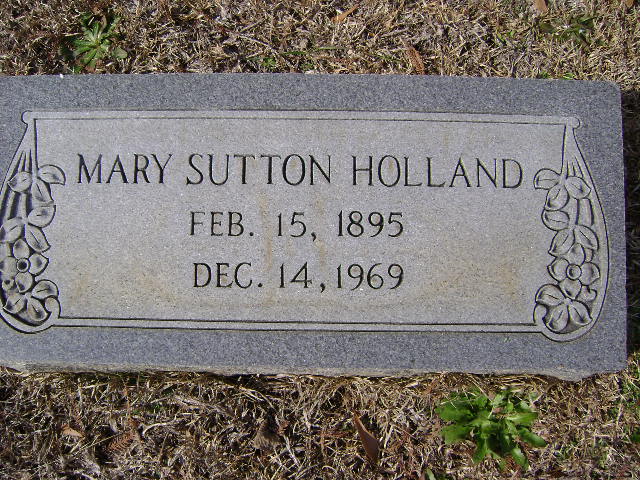 MARY SUTTON HOLLAND
FEB. 15, 1895
DEC. 14, 1969